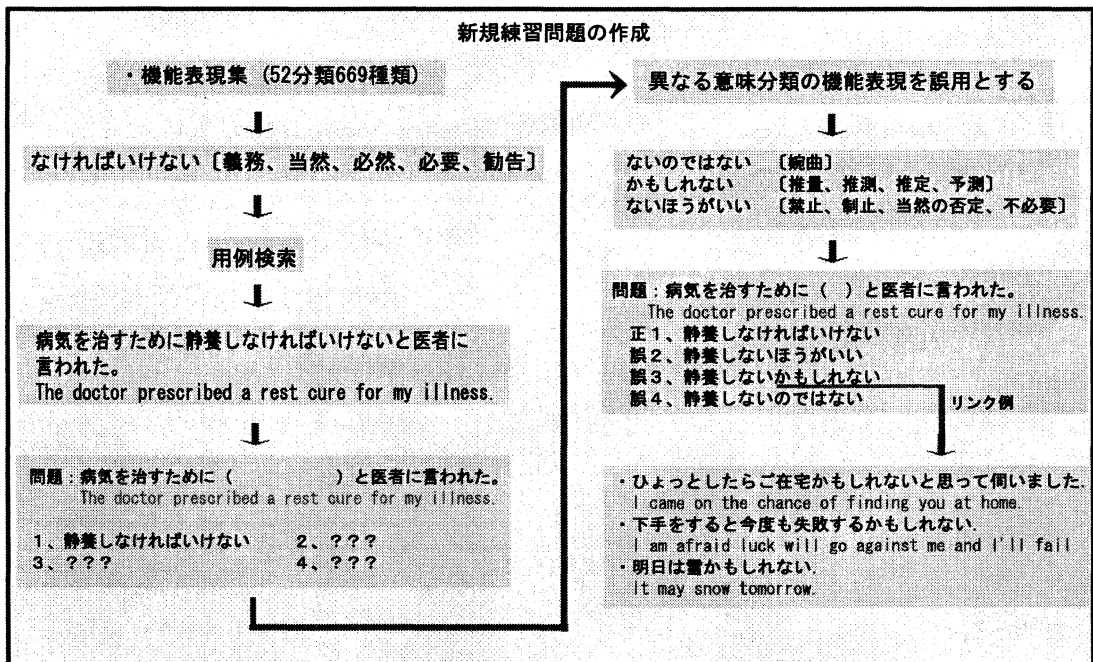 新規練習問題の作成
・機能表現集 (52分類669種類)
なければいけない〔義務、当然、必然、必要、勧告〕
用例検索
病気を治すために静養しなければいけないと医者に
言われた。
The doctor prescribed a rest cure for my illness.
問題：病気を治すために（　　　　　）と医者に言われた。
The doctor prescribed a rest cure for my illness.
1、静養しなければいけない　2、？？？
3、？？？　4、？？？
異なる意味分類の機能表現を誤用とする
ないのではない　〔婉曲〕
かもしれない　〔推量、推測、推定、予測〕
ないほうがいい　〔禁止、制止、当然の否定、不必要〕
問題：病気を治すために（　）と医者に言われた。
The doctor prescribed a rest cure for my illness.
正1、静養しなければいけない
誤2、静養しないほうがいい
誤3、静養しないかもしれない
誤4、静養しないのではない
リンク例
・ひょっとしたらご在宅かもしれないと思って伺いました.
I came on the chance of finding you at home.
・下手をすると今度も失敗するかもしれない.
I am afraid luck will go against me and I'll fail
・明日は雪かもしれない.
It may snow tomorrow.